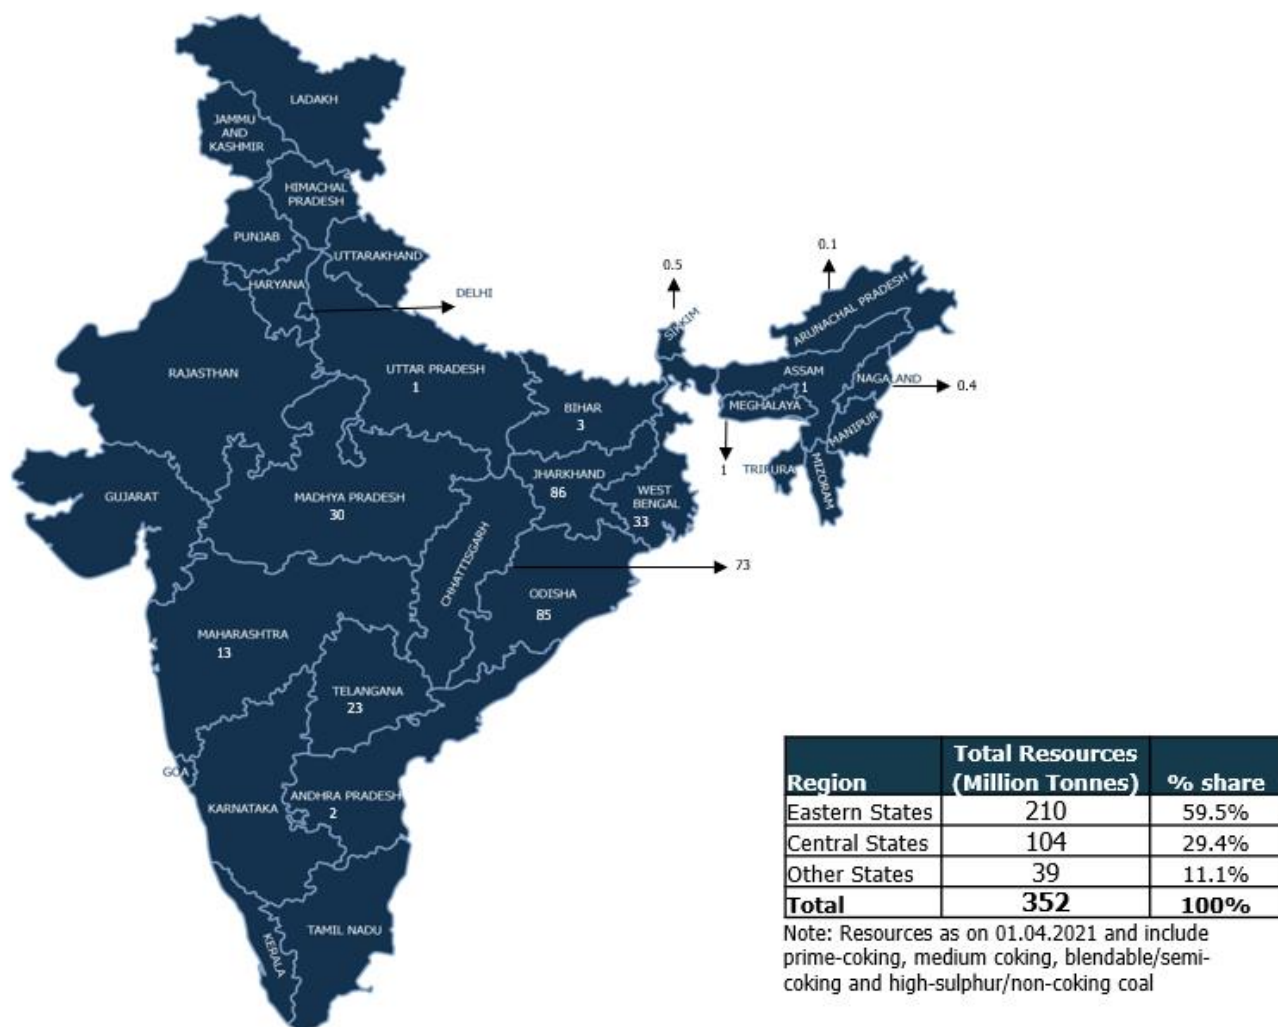 LADAKH
JAMMU
AND
KASHMIR
HIMACHAL
PRADESH
PUNJAB
UTTARAKHAND
HARYANA
DELHI
0.5
0.1
SIKKIM
ARUNACHAL PRADESH
RAJASTHAN
UTTAR PRADESH
1
ASSAM
1
NAGALAND
0.4
BIHAR
3
MEGHALAYA
1
MANIPUR
TRIPURA
MIZORAM
GUJARAT
MADHYA PRADESH
30
JHARKHAND
86
WEST
BENGAL
33
CHHATTISGARH
73
ODISHA
85
MAHARASHTRA
13
TELANGANA
23
GOA
KARNATAKA
ANDHRA PRADESH
2
KERALA
TAMIL NADU
Region Total Resources (Million Tonnes) % share
Eastern States 210 59.5%
Central States 104 29.4%
Other States 39 11.1%
Total 352 100%
Note: Resources as on 01.04.2021 and include
prime-coking, medium coking, blendable/semi-
coking and high-sulphur/non-coking coal